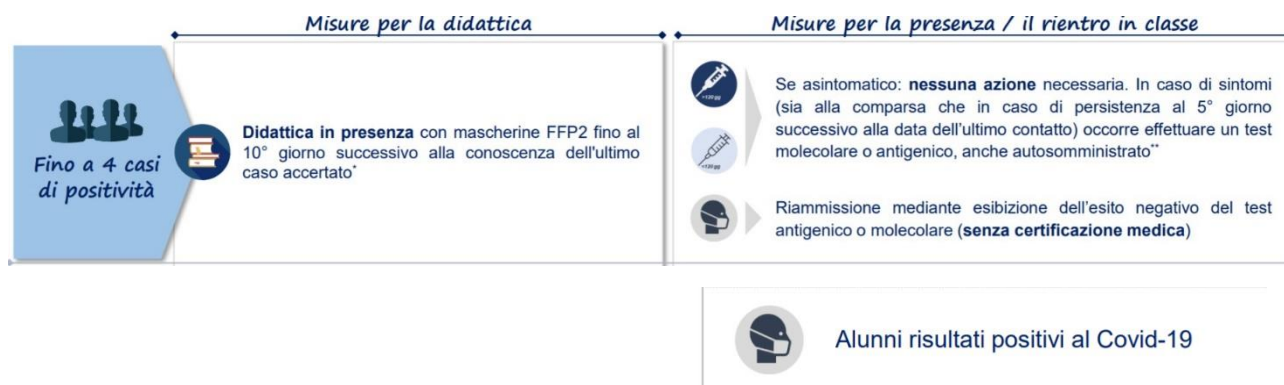 Misure per la didattica
Misure per la presenza / il rientro in classe
Fino a 4 casi
di positività
Didattica in presenza con mascherine FFP2 fino al
10° giorno successivo alla conoscenza dell'ultimo
caso accertato*
>120 gg
<120 gg
Se asintomatico: nessuna azione necessaria. In caso di sintomi
(sia alla comparsa che in caso di persistenza al 5° giorno
successivo alla data dell'ultimo contatto) occorre effettuare un test
molecolare o antigenico, anche autosomministrato**
Riammissione mediante esibizione dell'esito negativo del test
antigenico o molecolare (senza certificazione medica)
Alunni risultati positivi al Covid-19